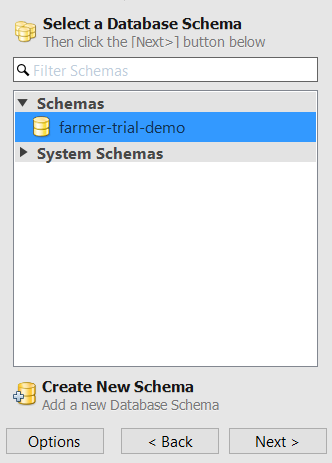 Select a Database Schema
Then click the [Next>] button below
Filter Schemas
Schemas
farmer-trial-demo
System Schemas
Create New Schema
Add a new Database Schema
Options
< Back
Next >